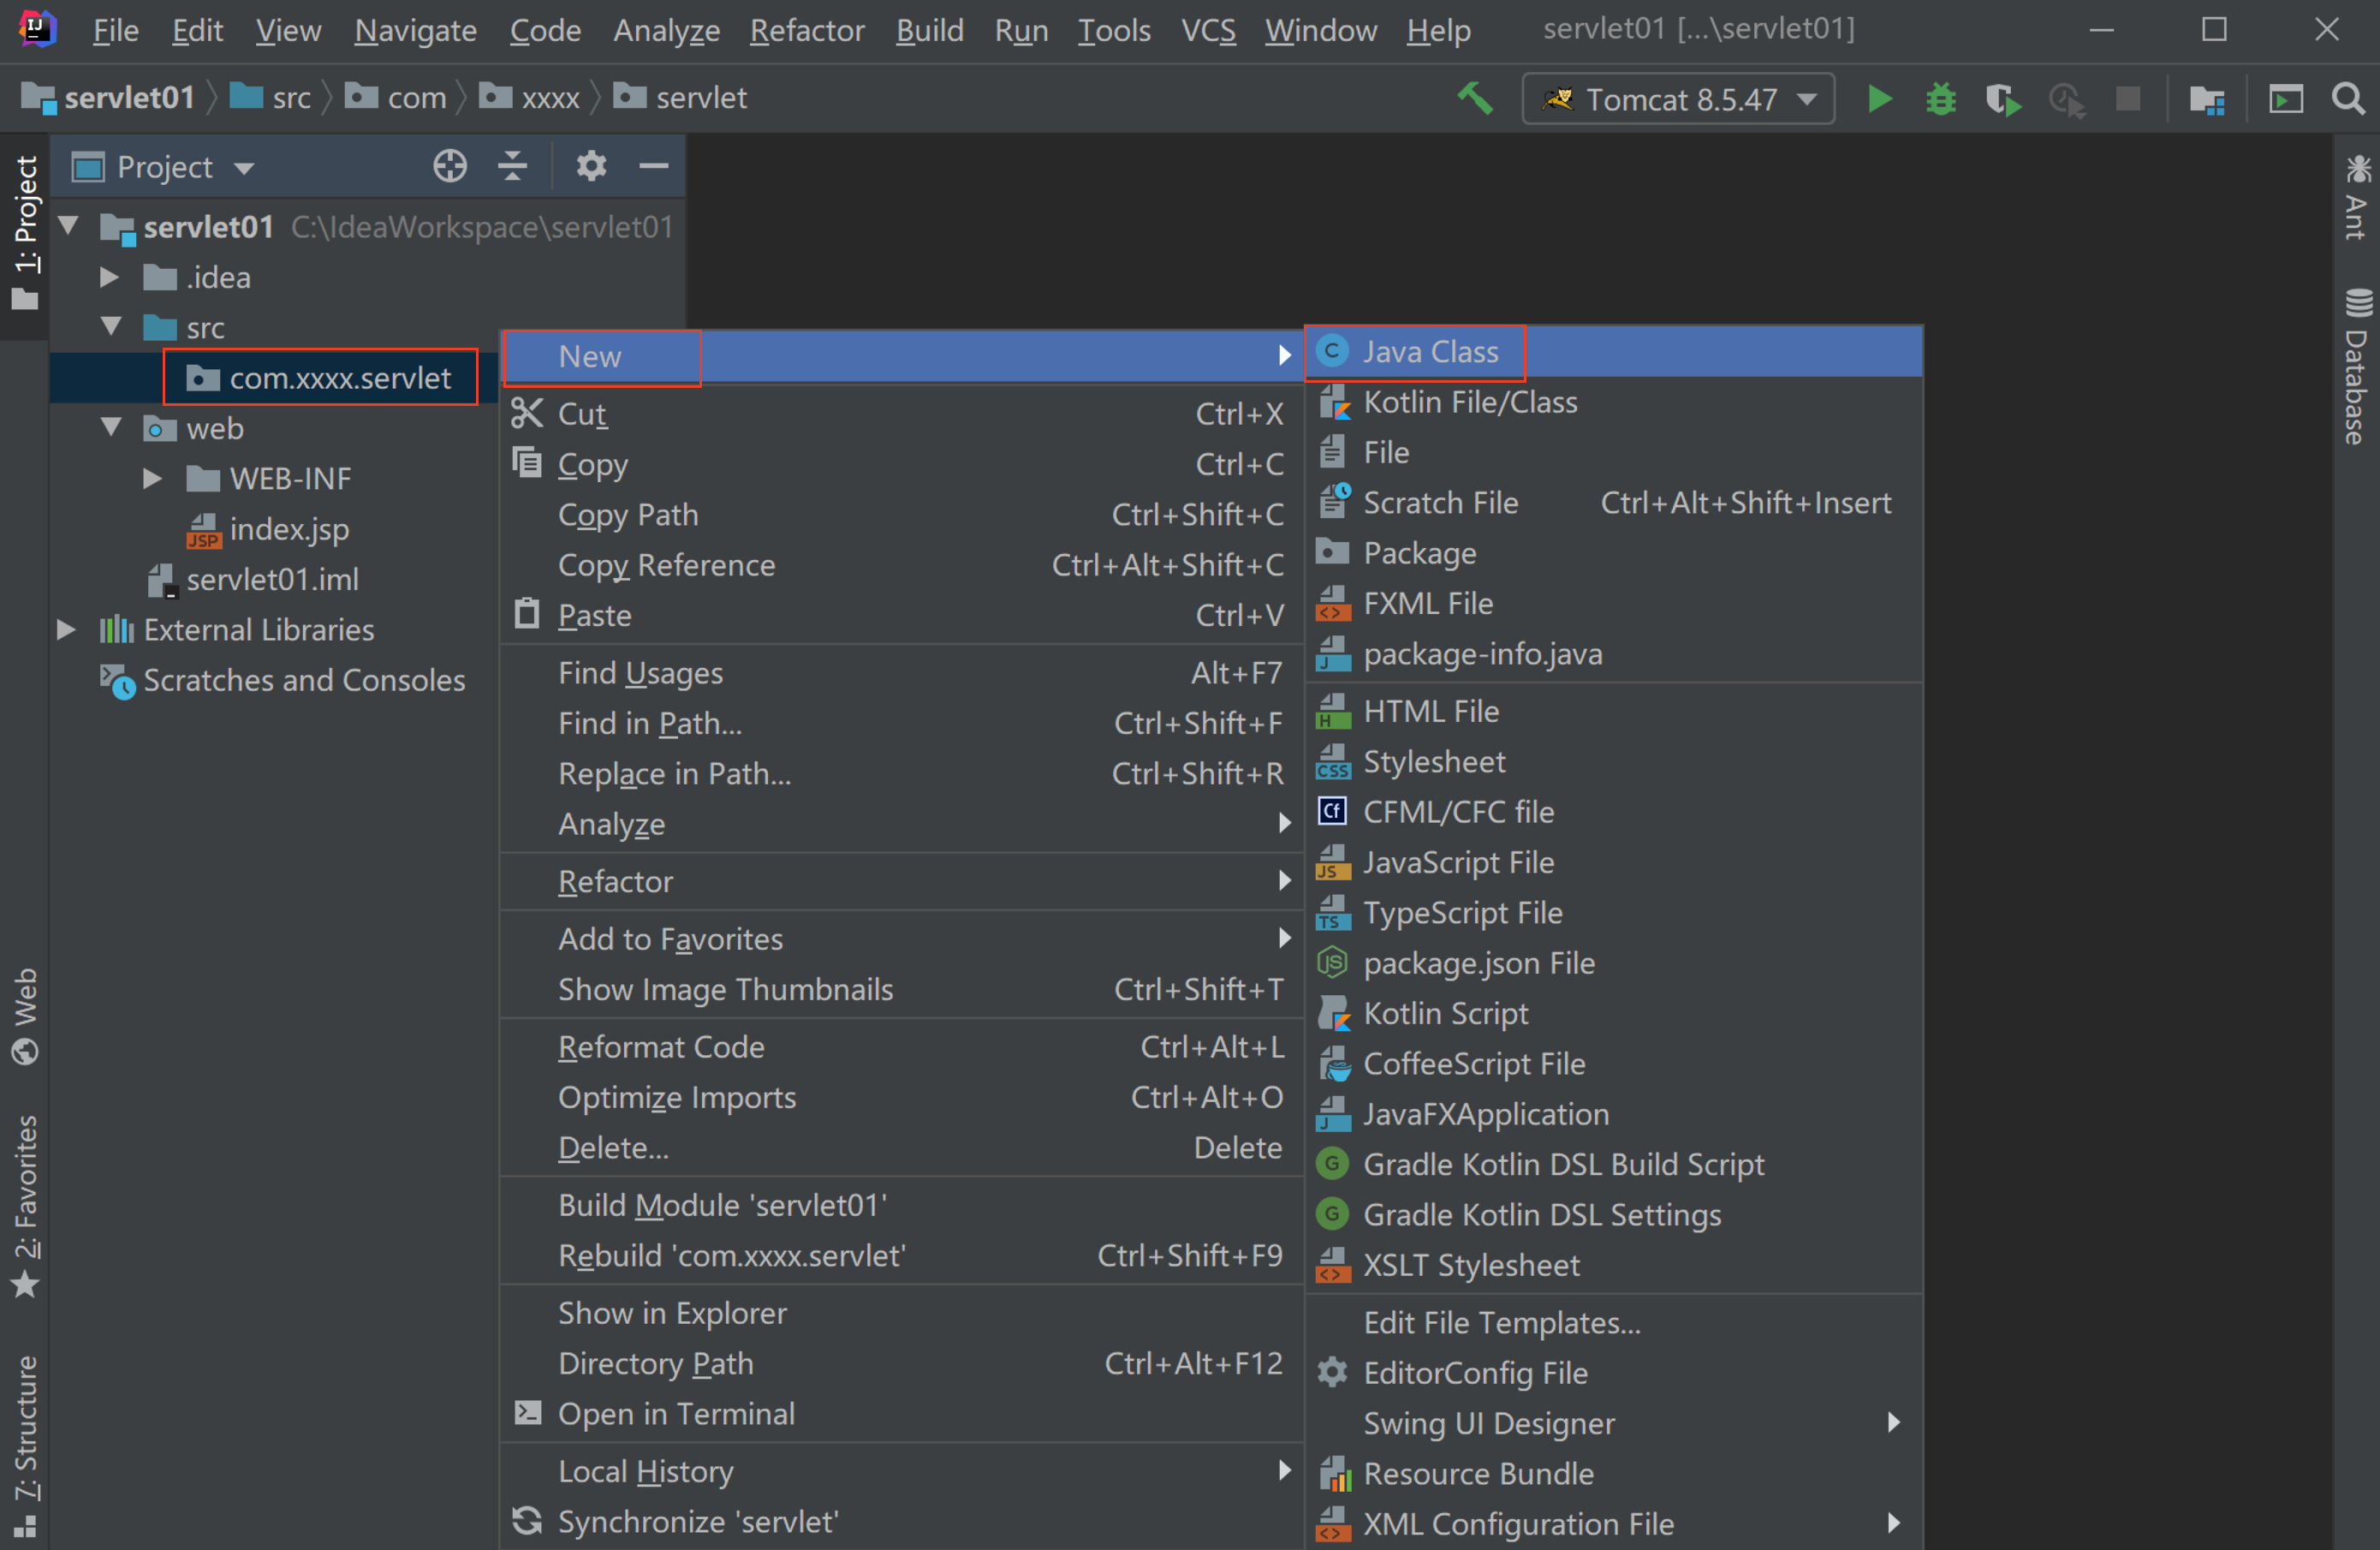 File Edit View Navigate Code Analyze Refactor Build Run Tools VCS Window Help servlet01 [...\servlet01]
servlet01 src com xxxx servlet Tomcat 8.5.47
Project
servlet01 C:\IdeaWorkspace\servlet01
.idea
src
com.xxxx.servlet
web
WEB-INF
index.jsp
servlet01.iml
External Libraries
Scratches and Consoles
1: Project
Web
2: Favorites
7: Structure
New
Cut Ctrl+X
Copy Ctrl+C
Copy Path Ctrl+Shift+C
Copy Reference Ctrl+Alt+Shift+C
Paste Ctrl+V
Find Usages Alt+F7
Find in Path... Ctrl+Shift+F
Replace in Path... Ctrl+Shift+R
Analyze
Refactor
Add to Favorites
Show Image Thumbnails Ctrl+Shift+T
Reformat Code Ctrl+Alt+L
Optimize Imports Ctrl+Alt+O
Delete... Delete
Build Module 'servlet01'
Rebuild 'com.xxxx.servlet' Ctrl+Shift+F9
Show in Explorer
Directory Path Ctrl+Alt+F12
Open in Terminal
Local History
Synchronize 'servlet'
Java Class
Kotlin File/Class
File
Scratch File Ctrl+Alt+Shift+Insert
Package
FXML File
package-info.java
HTML File
Stylesheet
CFML/CFC file
JavaScript File
TypeScript File
package.json File
Kotlin Script
CoffeeScript File
JavaFXApplication
Gradle Kotlin DSL Build Script
Gradle Kotlin DSL Settings
XSLT Stylesheet
Edit File Templates...
EditorConfig File
Swing UI Designer
Resource Bundle
XML Configuration File
Ant
Database